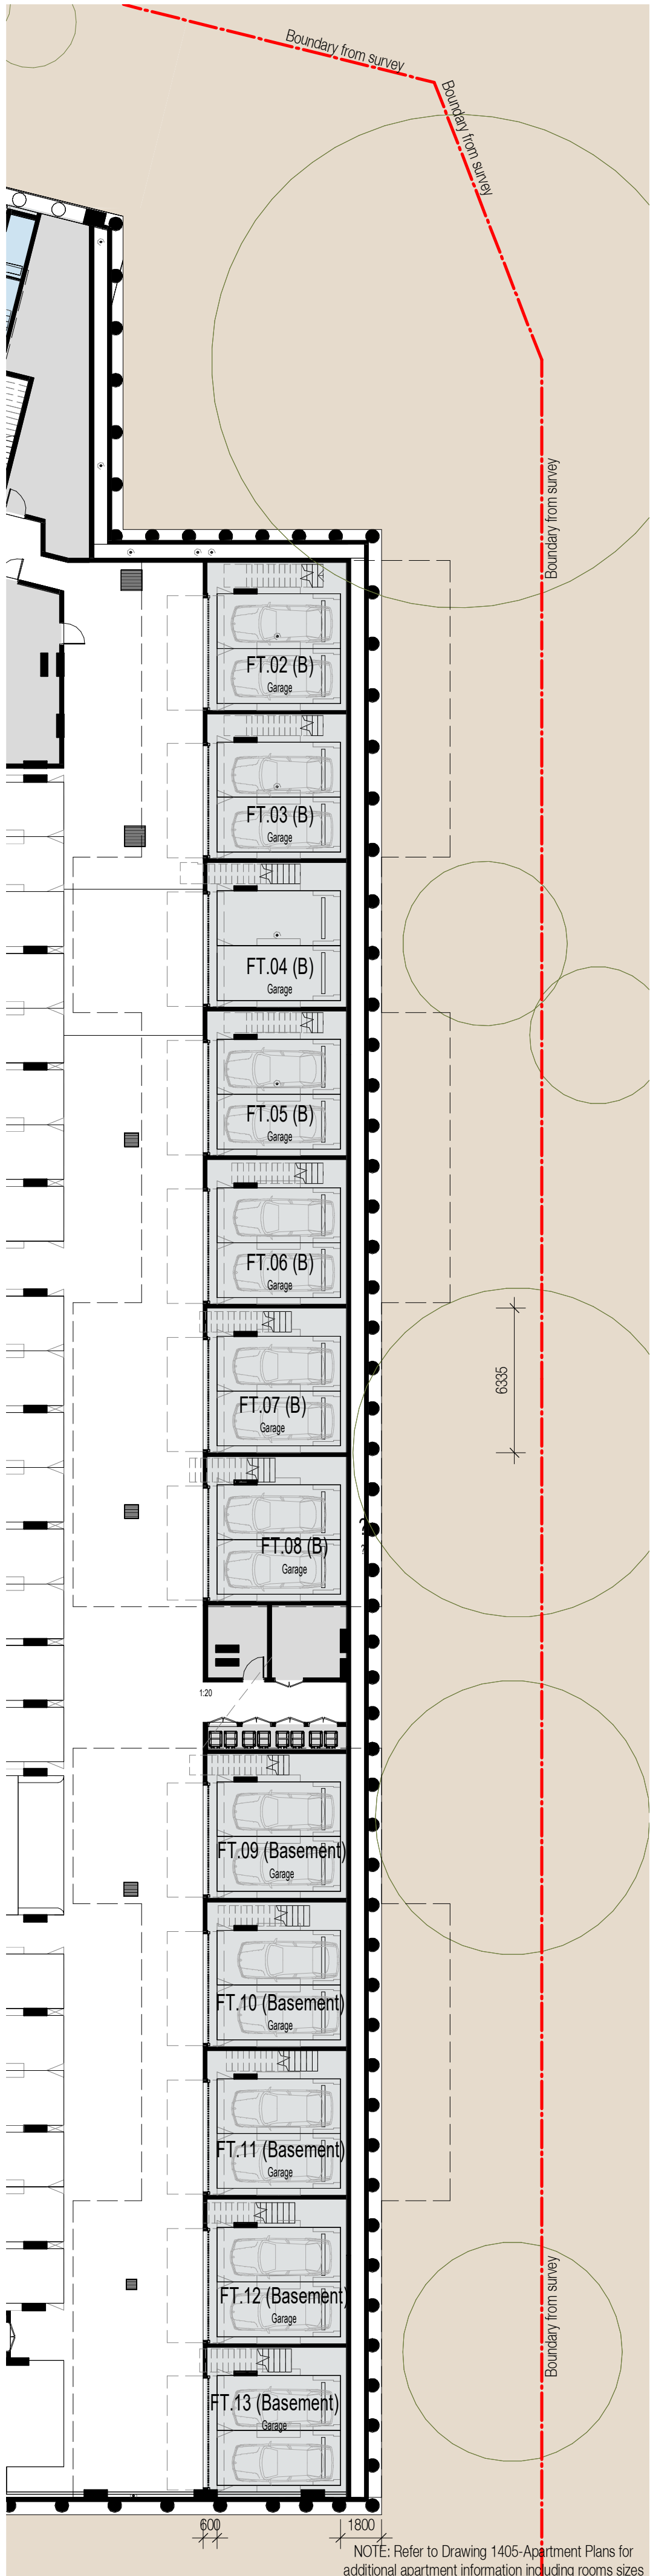 Boundary from survey
Boundary from survey
Boundary from survey
FT.02 (B)
Garage
FT.03 (B)
Garage
FT.04 (B)
Garage
FT.05 (B)
Garage
FT.06 (B)
Garage
6335
FT.07 (B)
Garage
FT.08 (B)
Garage
1:20
FT.09 (Basement)
Garage
FT.10 (Basement)
Garage
FT.11 (Basement)
Garage
FT.12 (Basement)
Garage
Boundary from survey
FT.13 (Basement)
Garage
600
1800
NOTE: Refer to Drawing 1405-Apartment Plans for
additional apartment information including rooms sizes